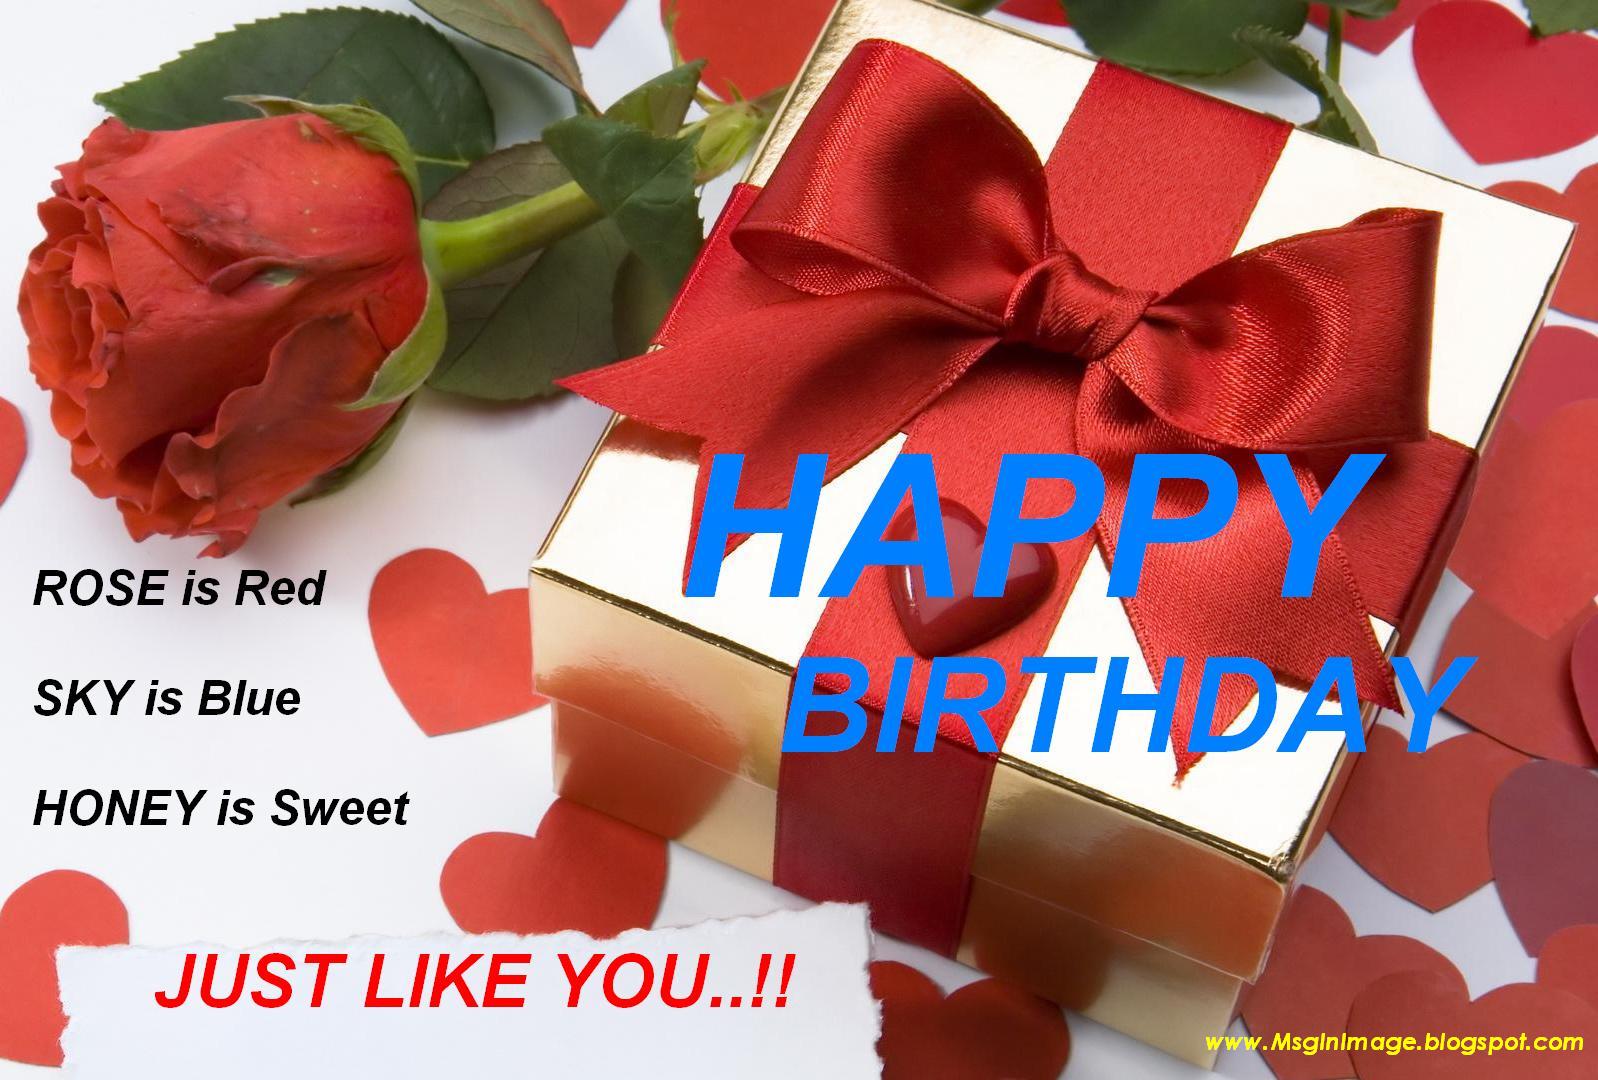 HAPPY
BIRTHDAY
ROSE is Red
SKY is Blue
HONEY is Sweet
JUST LIKE YOU..!!
www.MsgInImage.blogspot.com